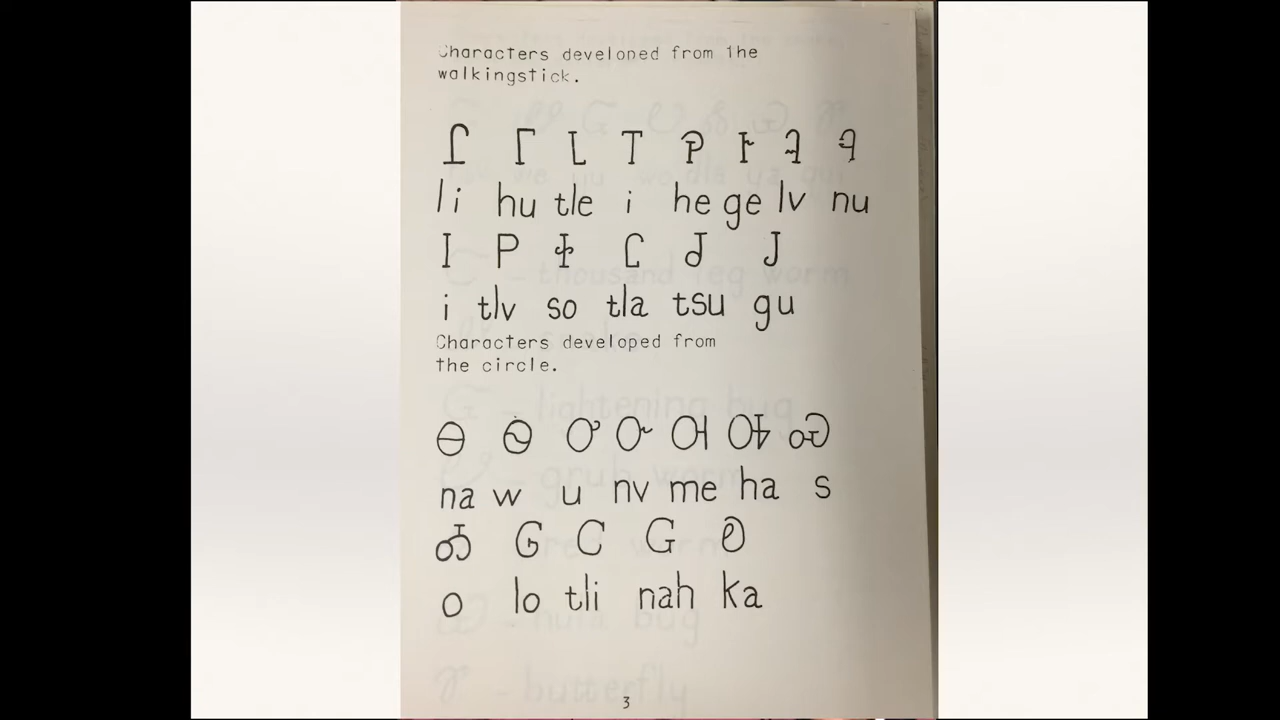 Characters developed from the
walkingstick.
Ꮅ Ꮁ Ꮮ Ꭲ Ꭾ Ꭸ Ꮈ Ꮔ
li hu tle i he ge lv nu
Ꮖ Ꮲ Ꮠ Ꮭ Ꮷ Ꭻ
i tlv so tla tsu gu
Characters developed from
the circle.
Ꮎ Ꮻ Ꭴ Ꮕ Ꮋ Ꭽ Ꮝ
na w u nv me ha s
Ꭳ Ꮆ Ꮯ Ꮐ Ꭷ
o lo tli nah ka
3